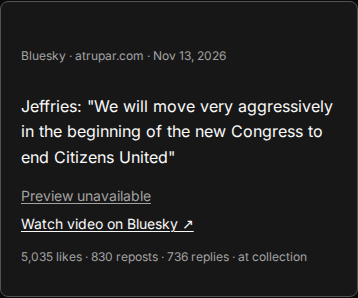 Bluesky · atrupar.com · Nov 13, 2026
Jeffries: "We will move very aggressively
in the beginning of the new Congress to
end Citizens United"
Preview unavailable
Watch video on Bluesky ↗
5,035 likes · 830 reposts · 736 replies · at collection